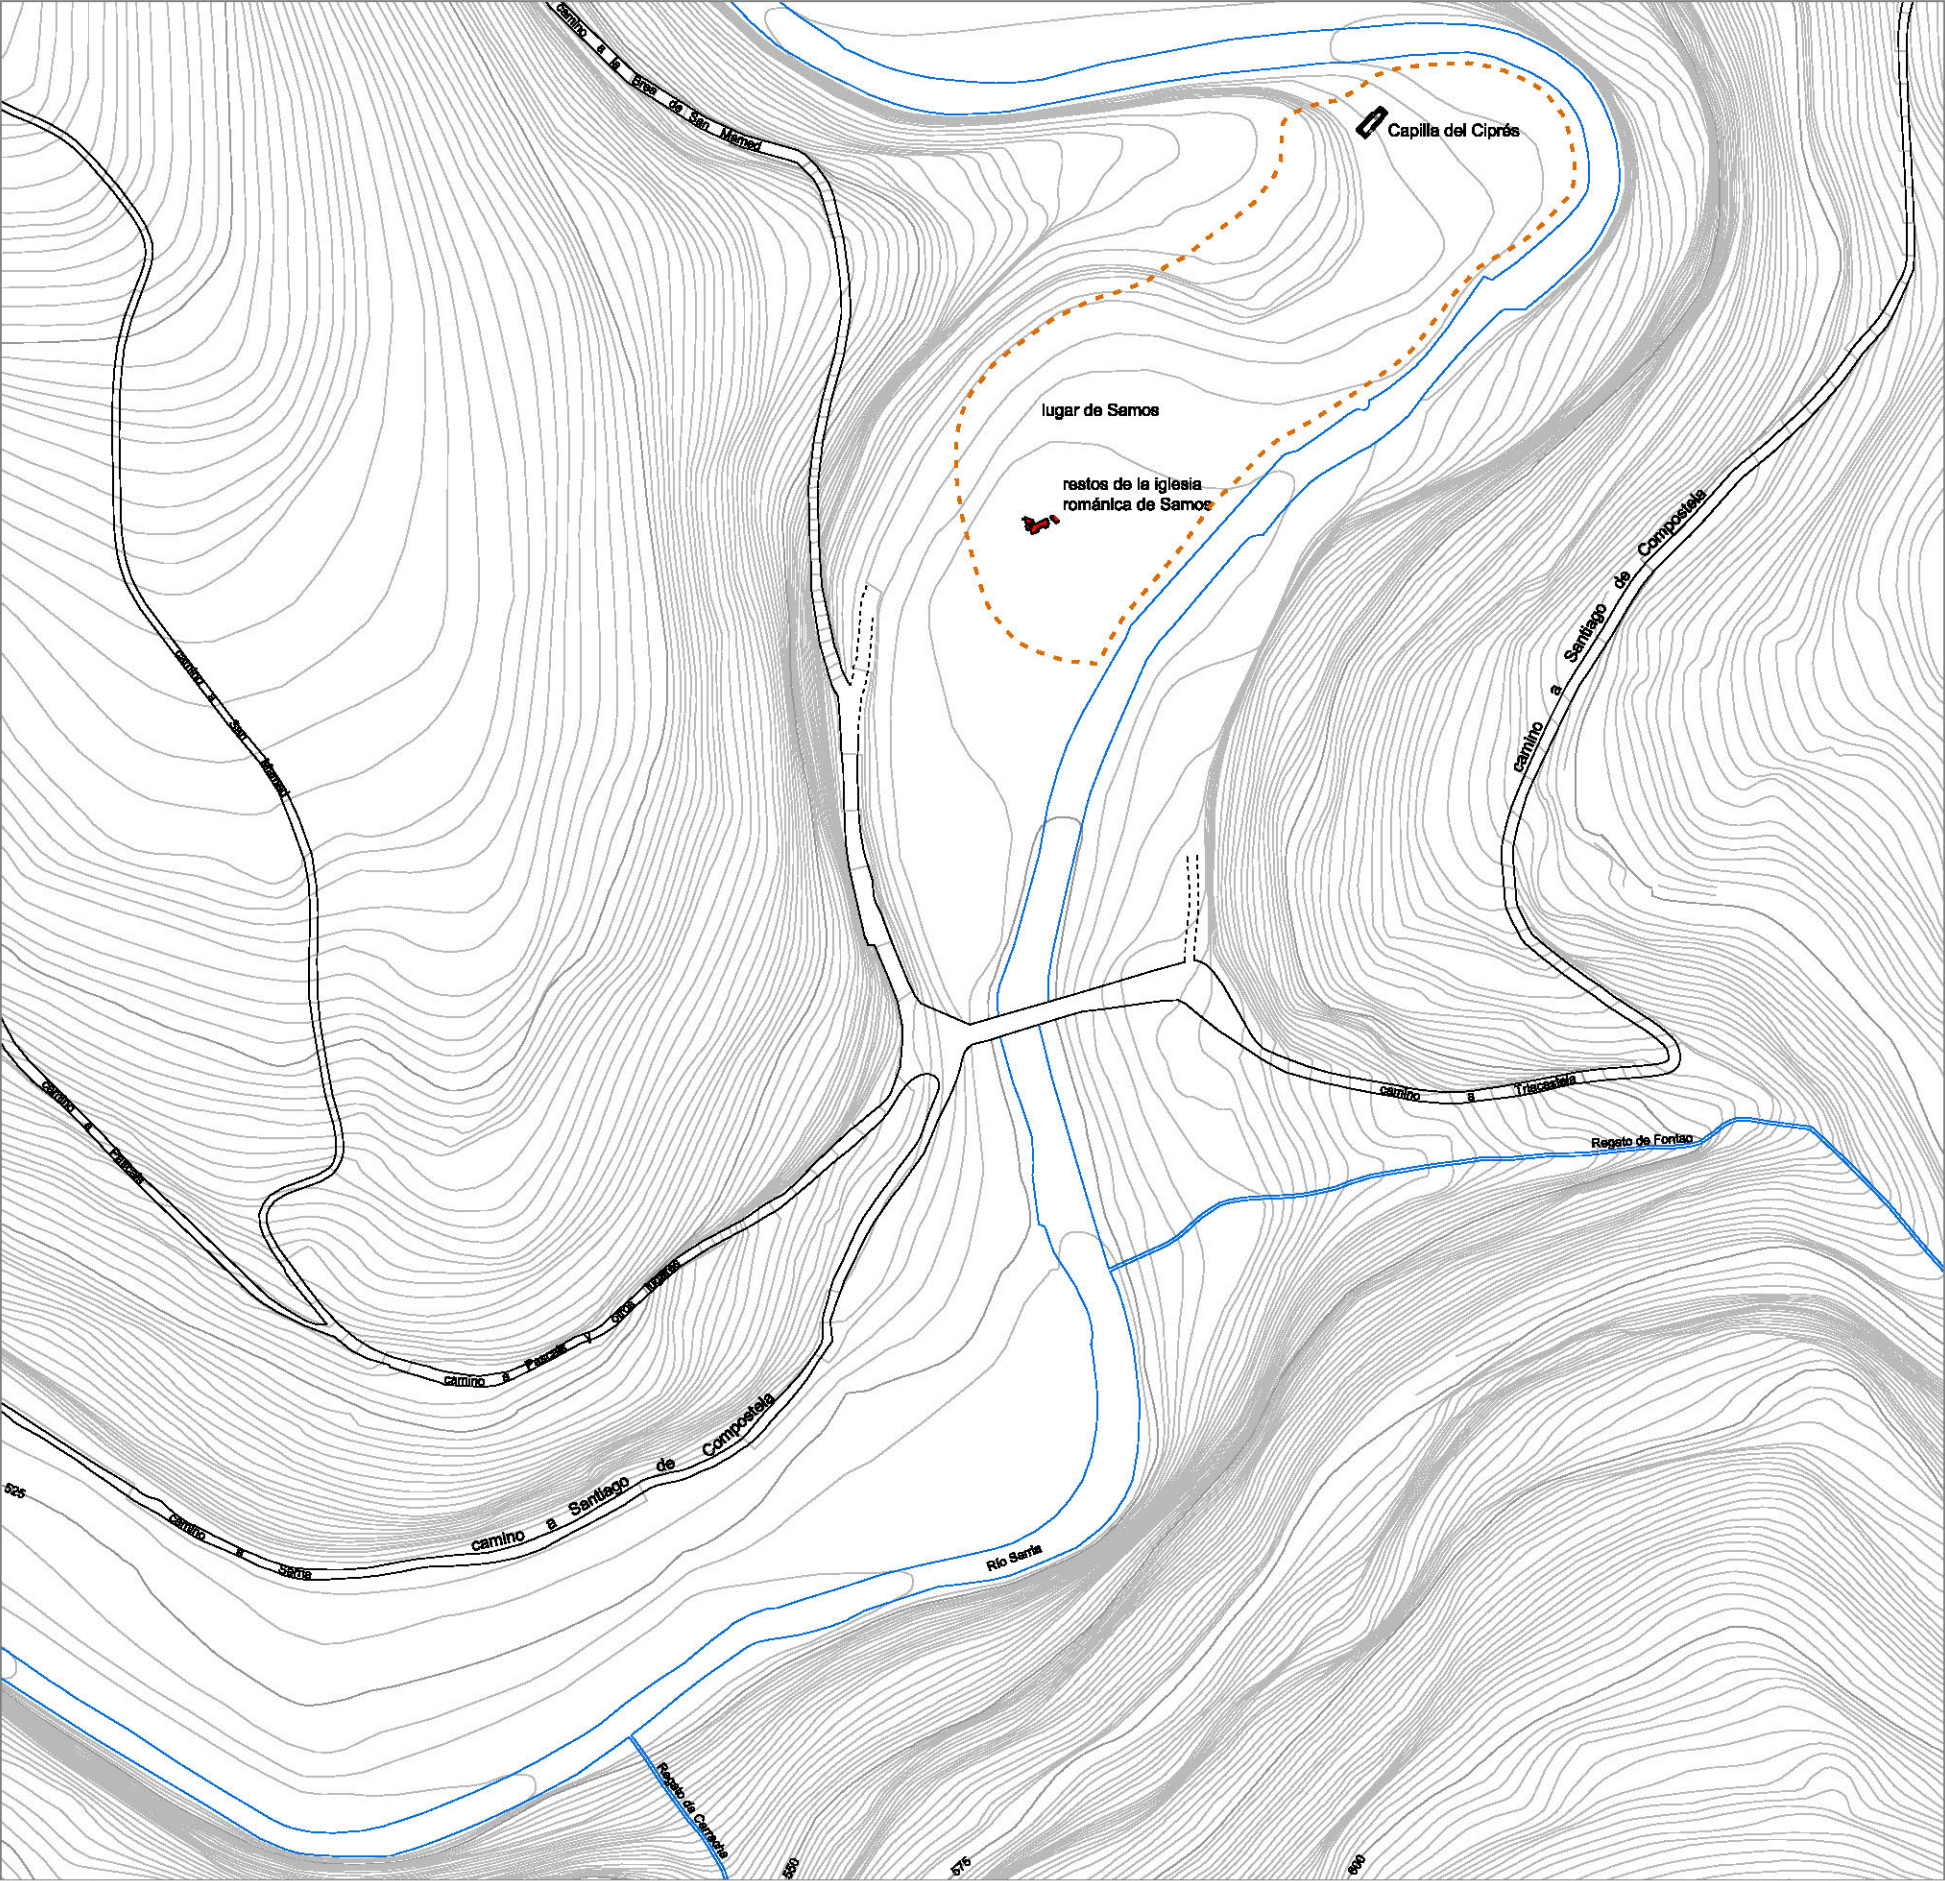 camino a la Brea de San Mamed
Capilla del Ciprés
lugar de Samos
restos de la iglesia
románica de Samos
camino a Santiago de Compostela
camino a San Mamed
camino a Pascais
camino a Triacastela
Regato de Fontao
camino a Pascais y otros lugares
camino a Santiago de Compostela
525
camino a Sarria
Río Sarria
Regato da Carracha
550
575
600